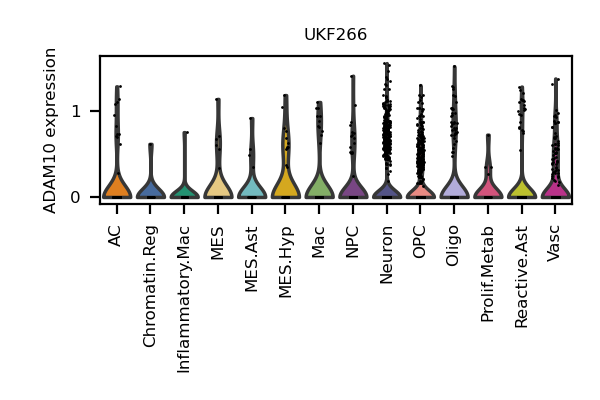 UKF266
ADAM10 expression
1
0
AC
Chromatin.Reg
Inflammatory.Mac
MES
MES.Ast
MES.Hyp
Mac
NPC
Neuron
OPC
Oligo
Prolif.Metab
Reactive.Ast
Vasc